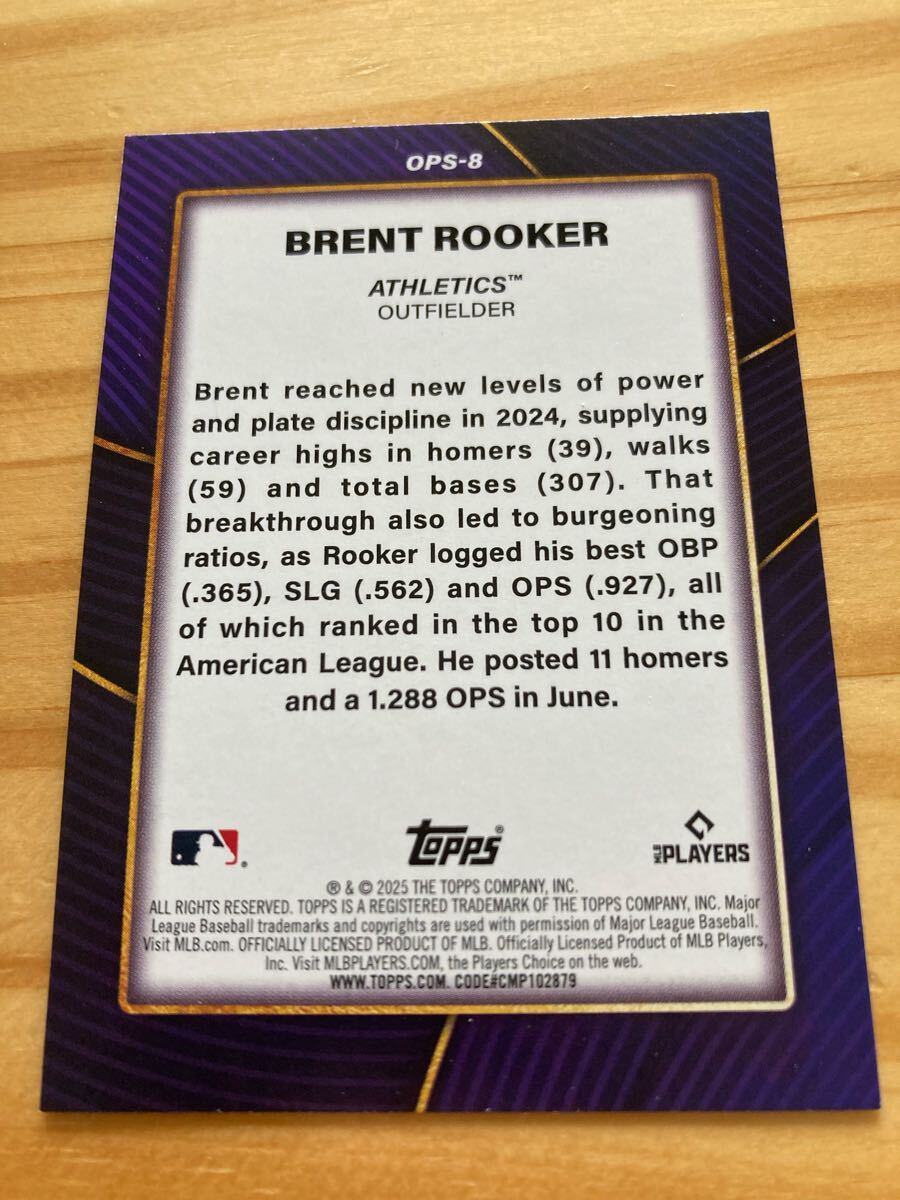 OPS-8
BRENT ROOKER
ATHLETICS™
OUTFIELDER
Brent reached new levels of power
and plate discipline in 2024, supplying
career highs in homers (39), walks
(59) and total bases (307). That
breakthrough also led to burgeoning
ratios, as Rooker logged his best OBP
(.365), SLG (.562) and OPS (.927), all
of which ranked in the top 10 in the
American League. He posted 11 homers
and a 1.288 OPS in June.
topps®
MLB PLAYERS
® & © 2025 THE TOPPS COMPANY, INC.
ALL RIGHTS RESERVED. TOPPS IS A REGISTERED TRADEMARK OF THE TOPPS COMPANY, INC. Major
League Baseball trademarks and copyrights are used with permission of Major League Baseball.
Visit MLB.com. OFFICIALLY LICENSED PRODUCT OF MLB. Officially Licensed Product of MLB Players,
Inc. Visit MLBPLAYERS.COM, the Players Choice on the web.
WWW.TOPPS.COM. CODE#CMP102879